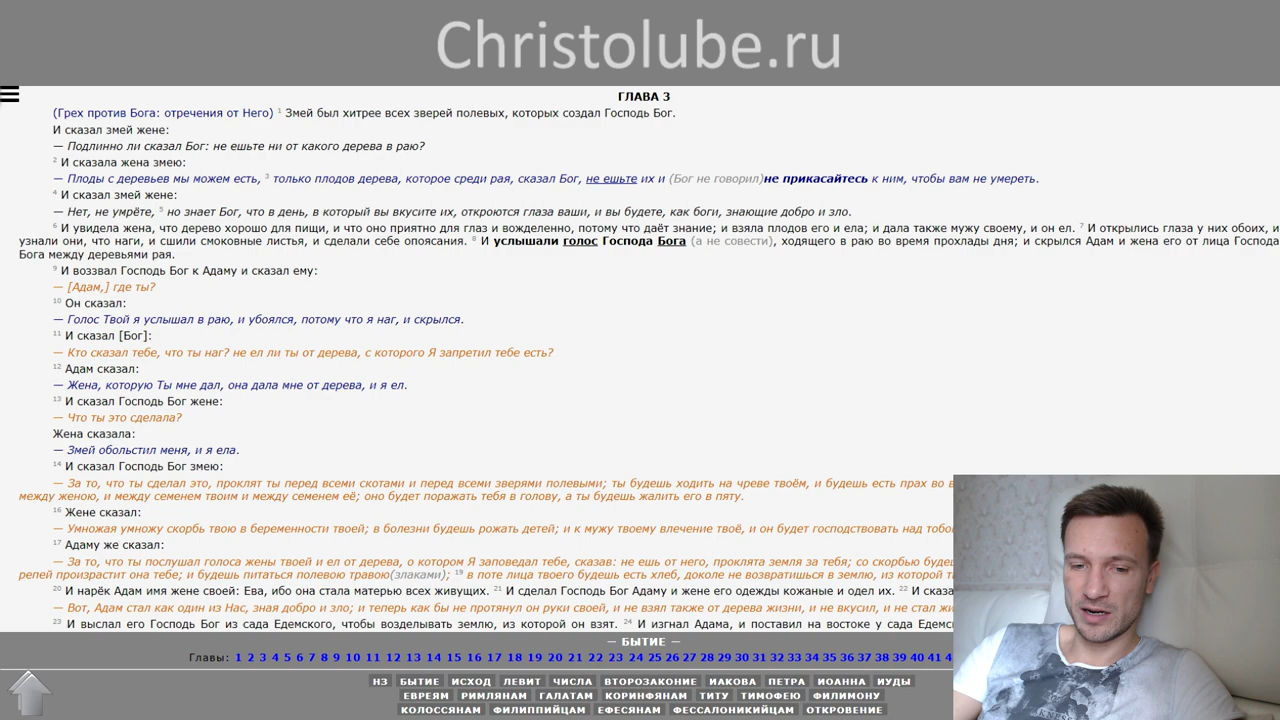 Christolube.ru
ГЛАВА 3
(Грех против Бога: отречения от Него) 1 Змей был хитрее всех зверей полевых, которых создал Господь Бог.
И сказал змей жене:
— Подлинно ли сказал Бог: не ешьте ни от какого дерева в раю?
2 И сказала жена змею:
— Плоды с деревьев мы можем есть, 3 только плодов дерева, которое среди рая, сказал Бог, не ешьте их и (Бог не говорил)не прикасайтесь к ним, чтобы вам не умереть.
4 И сказал змей жене:
— Нет, не умрёте, 5 но знает Бог, что в день, в который вы вкусите их, откроются глаза ваши, и вы будете, как боги, знающие добро и зло.
6 И увидела жена, что дерево хорошо для пищи, и что оно приятно для глаз и вожделенно, потому что даёт знание; и взяла плодов его и ела; и дала также мужу своему, и он ел. 7 И открылись глаза у них обоих, и
узнали они, что наги, и сшили смоковные листья, и сделали себе опоясания. 8 И услышали голос Господа Бога (а не совести), ходящего в раю во время прохлады дня; и скрылся Адам и жена его от лица Господа
Бога между деревьями рая.
9 И воззвал Господь Бог к Адаму и сказал ему:
— [Адам,] где ты?
10 Он сказал:
— Голос Твой я услышал в раю, и убоялся, потому что я наг, и скрылся.
11 И сказал [Бог]:
— Кто сказал тебе, что ты наг? не ел ли ты от дерева, с которого Я запретил тебе есть?
12 Адам сказал:
— Жена, которую Ты мне дал, она дала мне от дерева, и я ел.
13 И сказал Господь Бог жене:
— Что ты это сделала?
Жена сказала:
— Змей обольстил меня, и я ела.
14 И сказал Господь Бог змею:
— За то, что ты сделал это, проклят ты перед всеми скотами и перед всеми зверями полевыми; ты будешь ходить на чреве твоём, и будешь есть прах во в
между женою, и между семенем твоим и между семенем её; оно будет поражать тебя в голову, а ты будешь жалить его в пяту.
16 Жене сказал:
— Умножая умножу скорбь твою в беременности твоей; в болезни будешь рожать детей; и к мужу твоему влечение твоё, и он будет господствовать над тобо
17 Адаму же сказал:
— За то, что ты послушал голоса жены твоей и ел от дерева, о котором Я заповедал тебе, сказав: не ешь от него, проклята земля за тебя; со скорбью буде
репей произрастит она тебе; и будешь питаться полевою травою(злаками); 19 в поте лица твоего будешь есть хлеб, доколе не возвратишься в землю, из которой т
20 И нарёк Адам имя жене своей: Ева, ибо она стала матерью всех живущих. 21 И сделал Господь Бог Адаму и жене его одежды кожаные и одел их. 22 И сказа
— Вот, Адам стал как один из Нас, зная добро и зло; и теперь как бы не протянул он руки своей, и не взял также от дерева жизни, и не вкусил, и не стал жи
23 И выслал его Господь Бог из сада Едемского, чтобы возделывать землю, из которой он взят. 24 И изгнал Адама, и поставил на востоке у сада Едемс
— БЫТИЕ —
Главы: 1 2 3 4 5 6 7 8 9 10 11 12 13 14 15 16 17 18 19 20 21 22 23 24 25 26 27 28 29 30 31 32 33 34 35 36 37 38 39 40 41 4
НЗ БЫТИЕ ИСХОД ЛЕВИТ ЧИСЛА ВТОРОЗАКОНИЕ ИАКОВА ПЕТРА ИОАННА ИУДЫ
ЕВРЕЯМ РИМЛЯНАМ ГАЛАТАМ КОРИНФЯНАМ ТИТУ ТИМОФЕЮ ФИЛИМОНУ
КОЛОССЯНАМ ФИЛИППИЙЦАМ ЕФЕСЯНАМ ФЕССАЛОНИКИЙЦАМ ОТКРОВЕНИЕ